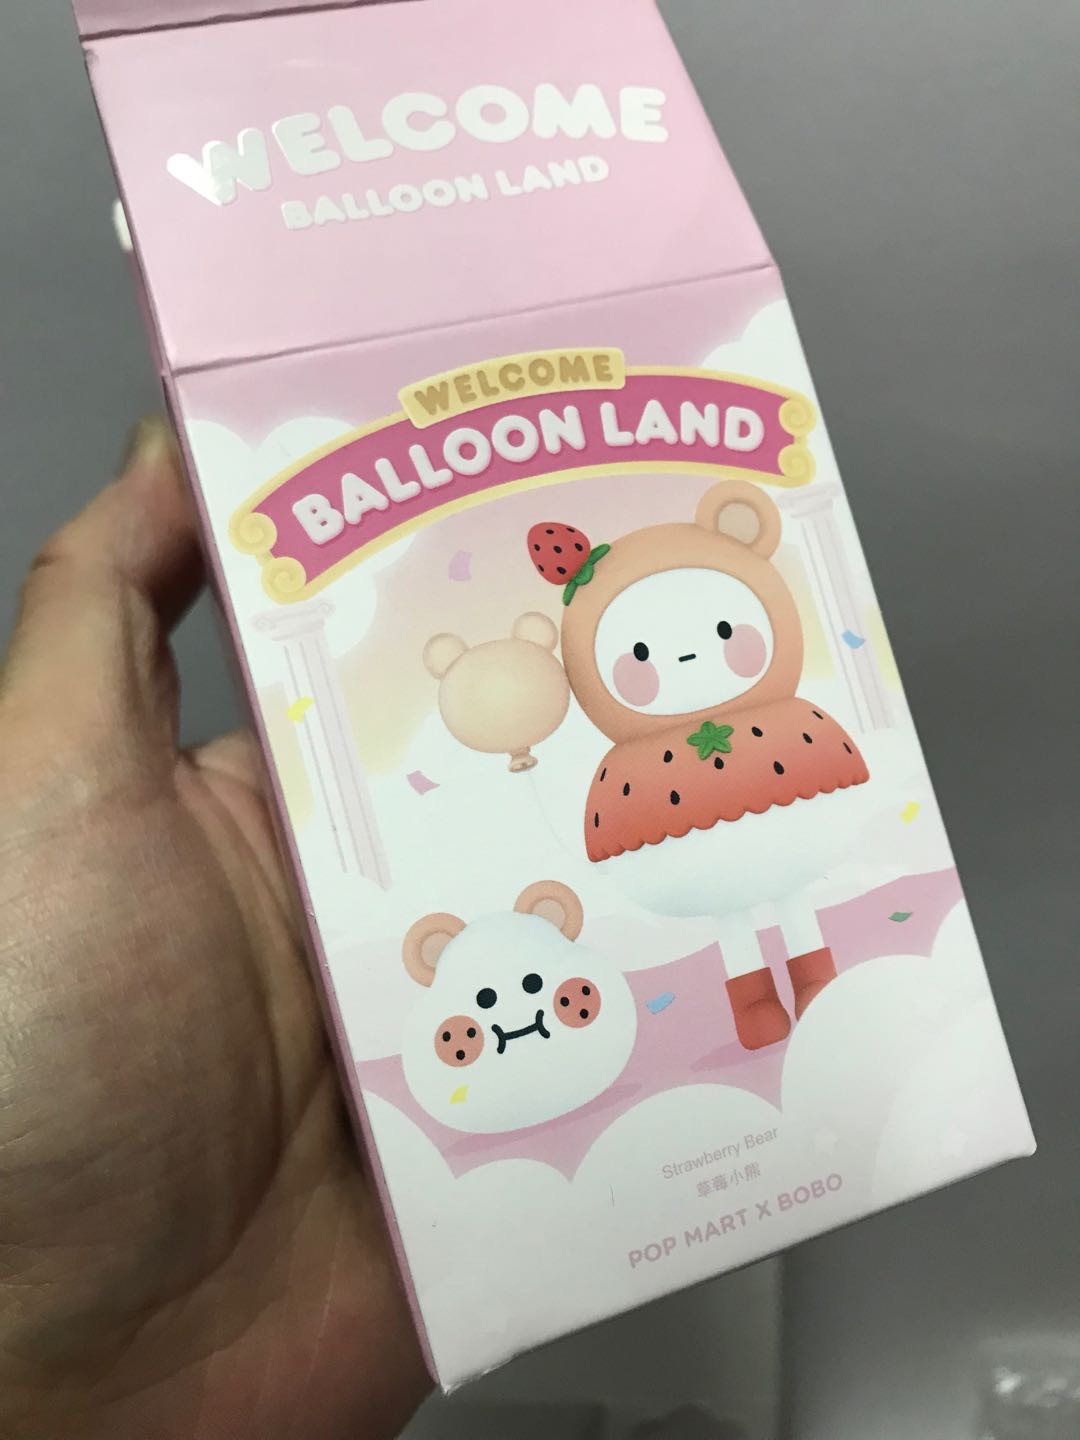 WELCOME
BALLOON LAND
WELCOME
BALLOON LAND
Strawberry Bear
草莓小熊
POP MART X BOBO